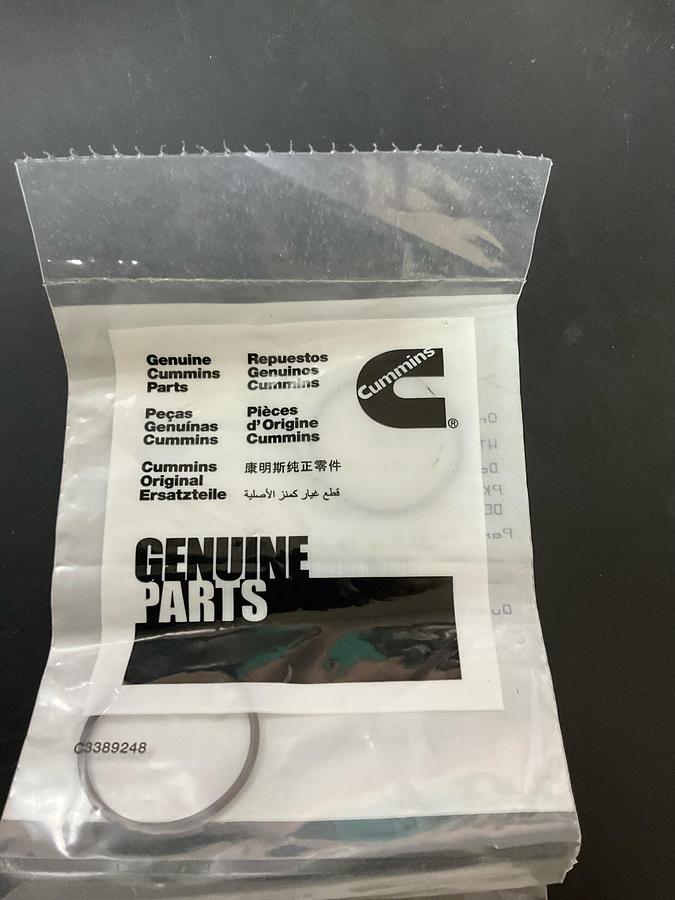 Genuine
Cummins
Parts
Repuestos
Genuinos
Cummins
Cummins
®
Peças
Genuínas
Cummins
Pièces
d'Origine
Cummins
Cummins
Original
Ersatzteile
康明斯纯正零件
قطع غيار كمنز الأصلية
GENUINE
PARTS
C3389248